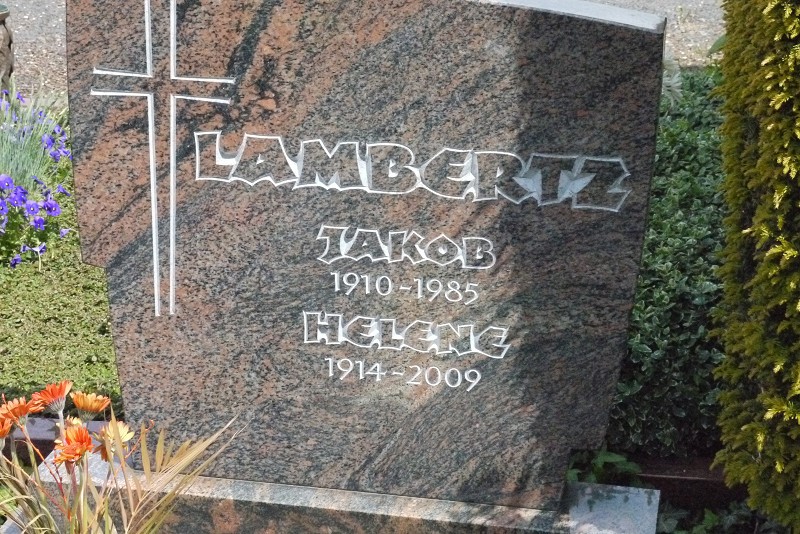 LAMBERTZ
JAKOB
1910-1985
HELENE
1914-2009